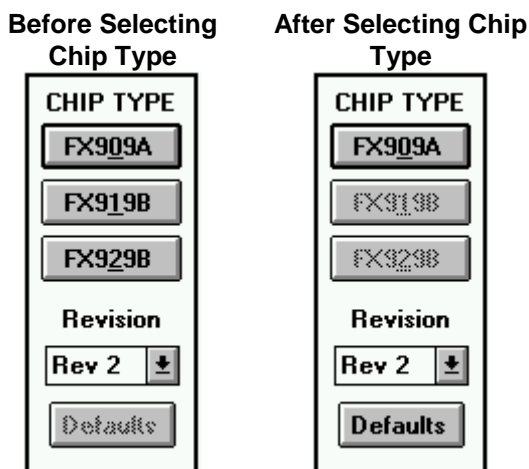 Before Selecting
Chip Type
CHIP TYPE
FX909A
FX919B
FX929B
Revision
Rev 2
Defaults
After Selecting Chip
Type
CHIP TYPE
FX909A
FX919B
FX929B
Revision
Rev 2
Defaults